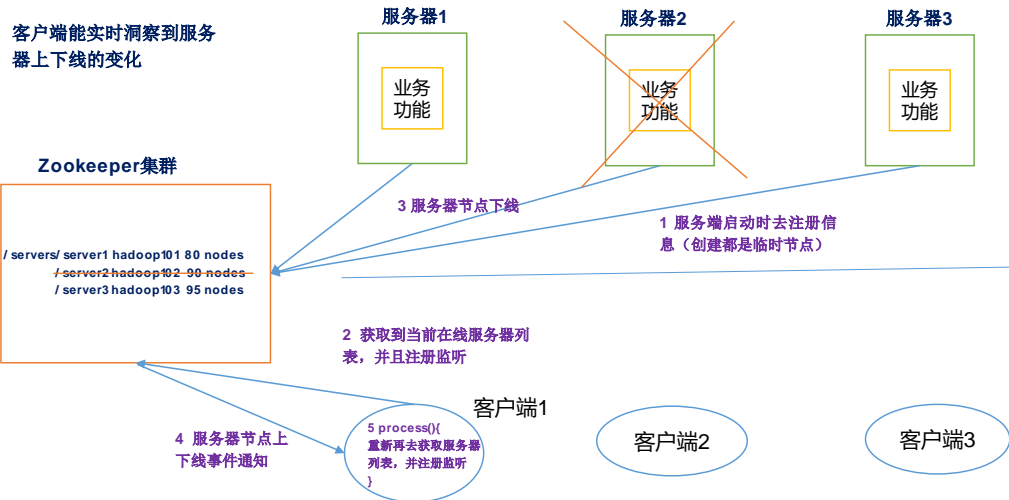 客户端能实时洞察到服务
器上下线的变化
服务器1
服务器2
服务器3
业务
功能
业务
功能
业务
功能
Zookeeper集群
3 服务器节点下线
1 服务端启动时去注册信
息（创建都是临时节点）
/ servers/ server1 hadoop101 80 nodes
/ server2 hadoop102 90 nodes
/ server3 hadoop103 95 nodes
2 获取到当前在线服务器列
表，并且注册监听
客户端1
4 服务器节点上
下线事件通知
5 process(){
重新再去获取服务器
列表，并注册监听
}
客户端2
客户端3